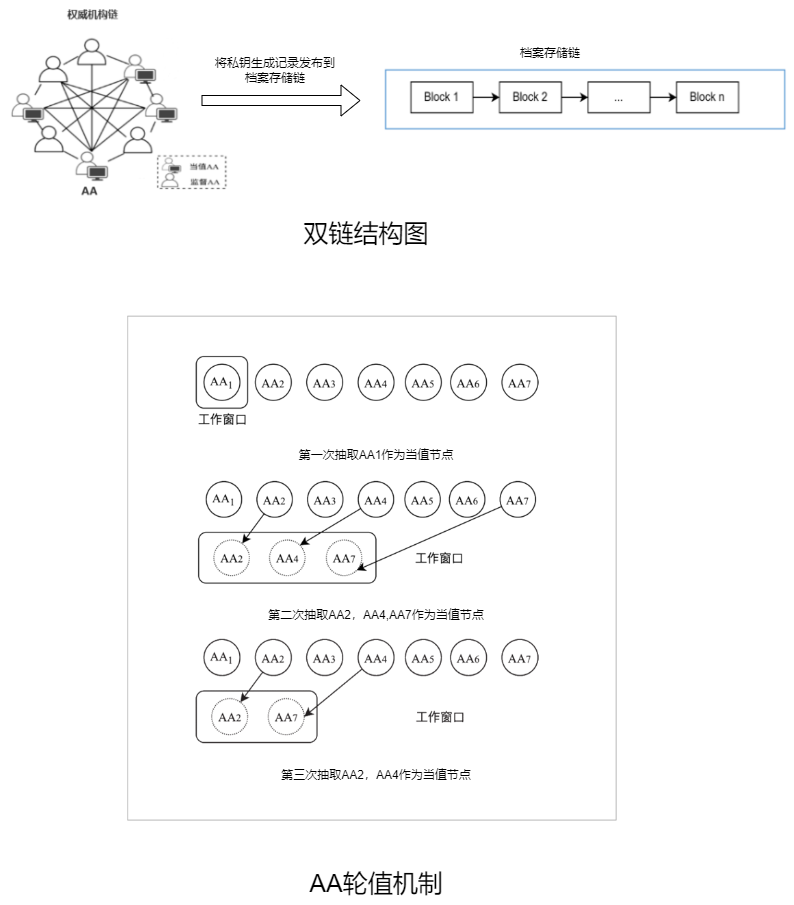 权威机构链
将私钥生成记录发布到
档案存储链
档案存储链
Block 1
Block 2
...
Block n
当值AA
监督AA
AA
双链结构图
AA1 AA2 AA3 AA4 AA5 AA6 AA7
工作窗口
第一次抽取AA1作为当值节点
AA1 AA2 AA3 AA4 AA5 AA6 AA7
AA2 AA4 AA7 工作窗口
第二次抽取AA2，AA4,AA7作为当值节点
AA1 AA2 AA3 AA4 AA5 AA6 AA7
AA2 AA7 工作窗口
第三次抽取AA2，AA4作为当值节点
AA轮值机制